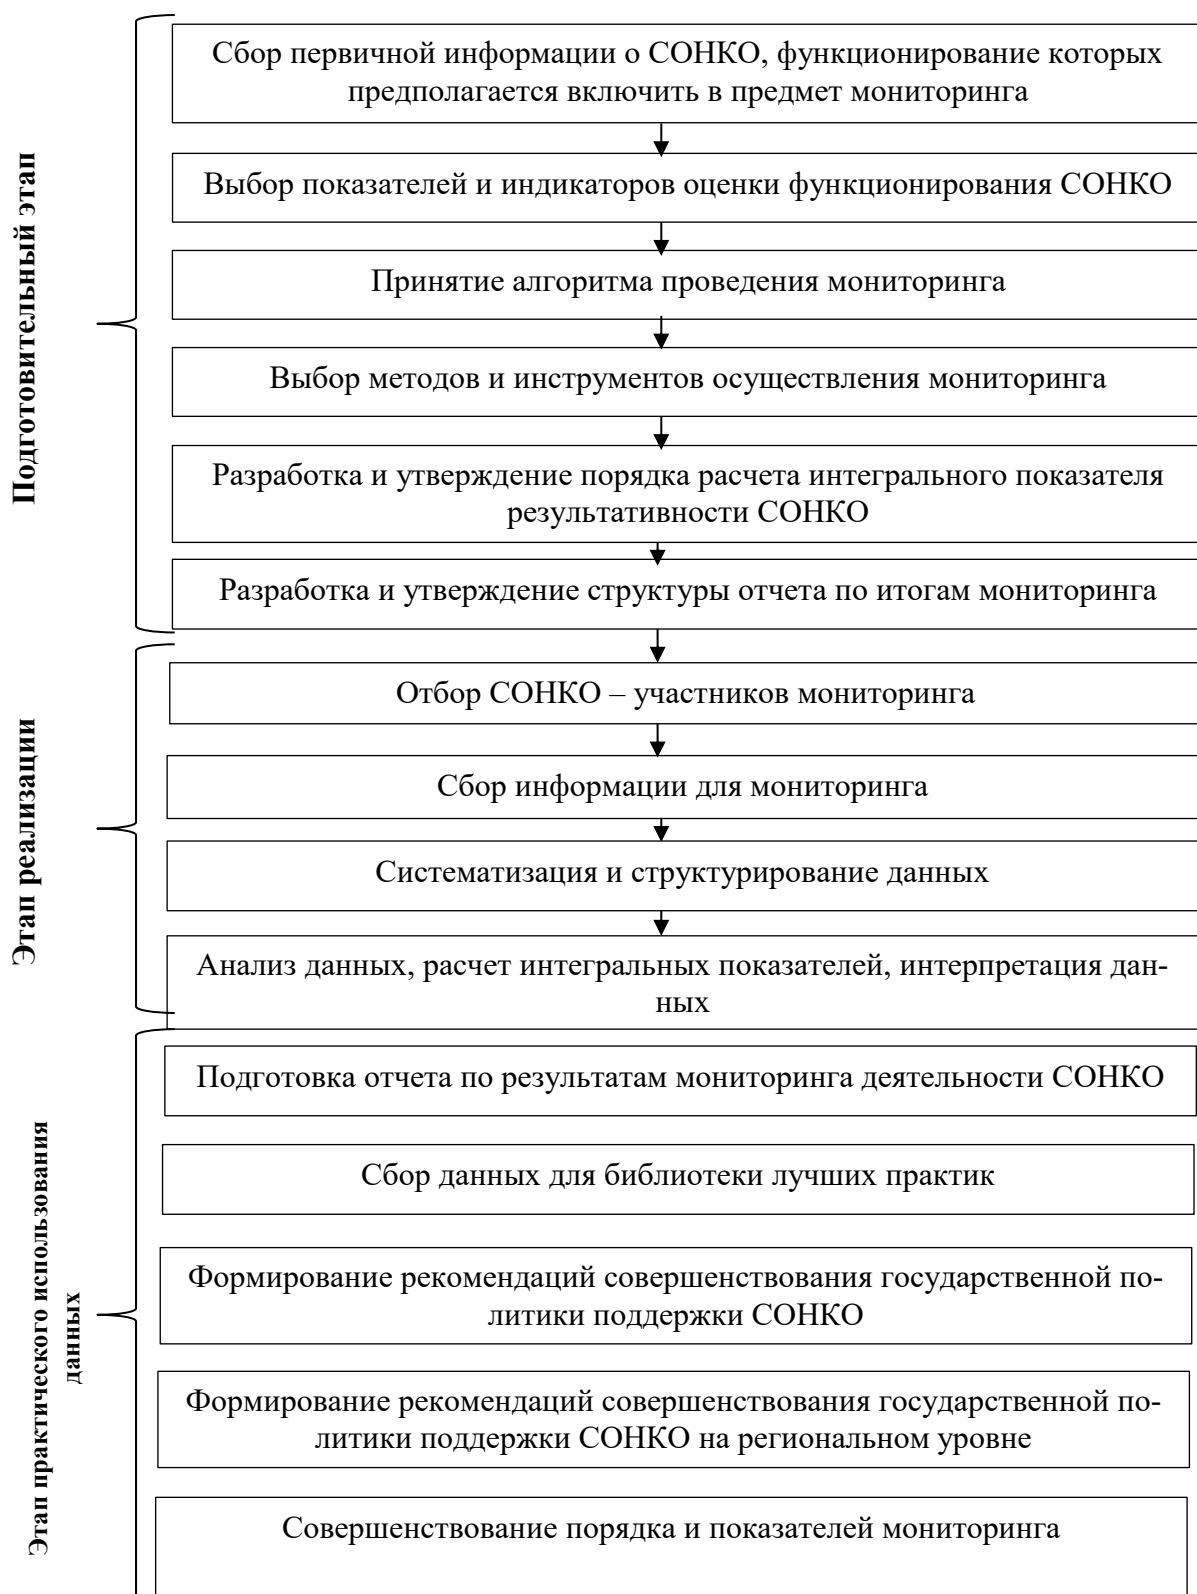 Подготовительный этап
Сбор первичной информации о СОНКО, функционирование которых
предполагается включить в предмет мониторинга
Выбор показателей и индикаторов оценки функционирования СОНКО
Принятие алгоритма проведения мониторинга
Выбор методов и инструментов осуществления мониторинга
Разработка и утверждение порядка расчета интегрального показателя
результативности СОНКО
Разработка и утверждение структуры отчета по итогам мониторинга
Этап реализации
Отбор СОНКО – участников мониторинга
Сбор информации для мониторинга
Систематизация и структурирование данных
Анализ данных, расчет интегральных показателей, интерпретация дан-
ных
Этап практического использования
данных
Подготовка отчета по результатам мониторинга деятельности СОНКО
Сбор данных для библиотеки лучших практик
Формирование рекомендаций совершенствования государственной по-
литики поддержки СОНКО
Формирование рекомендаций совершенствования государственной по-
литики поддержки СОНКО на региональном уровне
Совершенствование порядка и показателей мониторинга